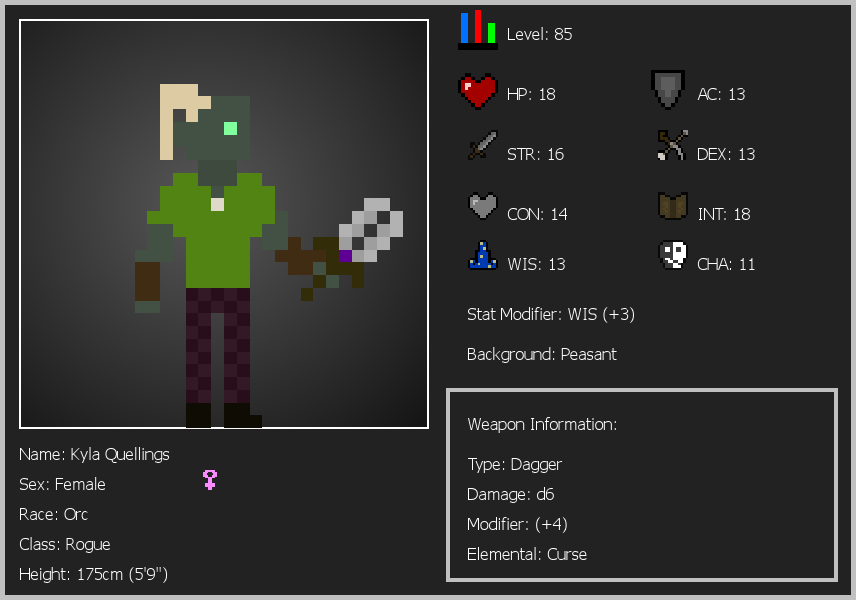 Level: 85
HP: 18
AC: 13
STR: 16
DEX: 13
CON: 14
INT: 18
WIS: 13
CHA: 11
Stat Modifier: WIS (+3)
Background: Peasant
Weapon Information:
Type: Dagger
Damage: d6
Modifier: (+4)
Elemental: Curse
Name: Kyla Quellings
Sex: Female
Race: Orc
Class: Rogue
Height: 175cm (5'9")